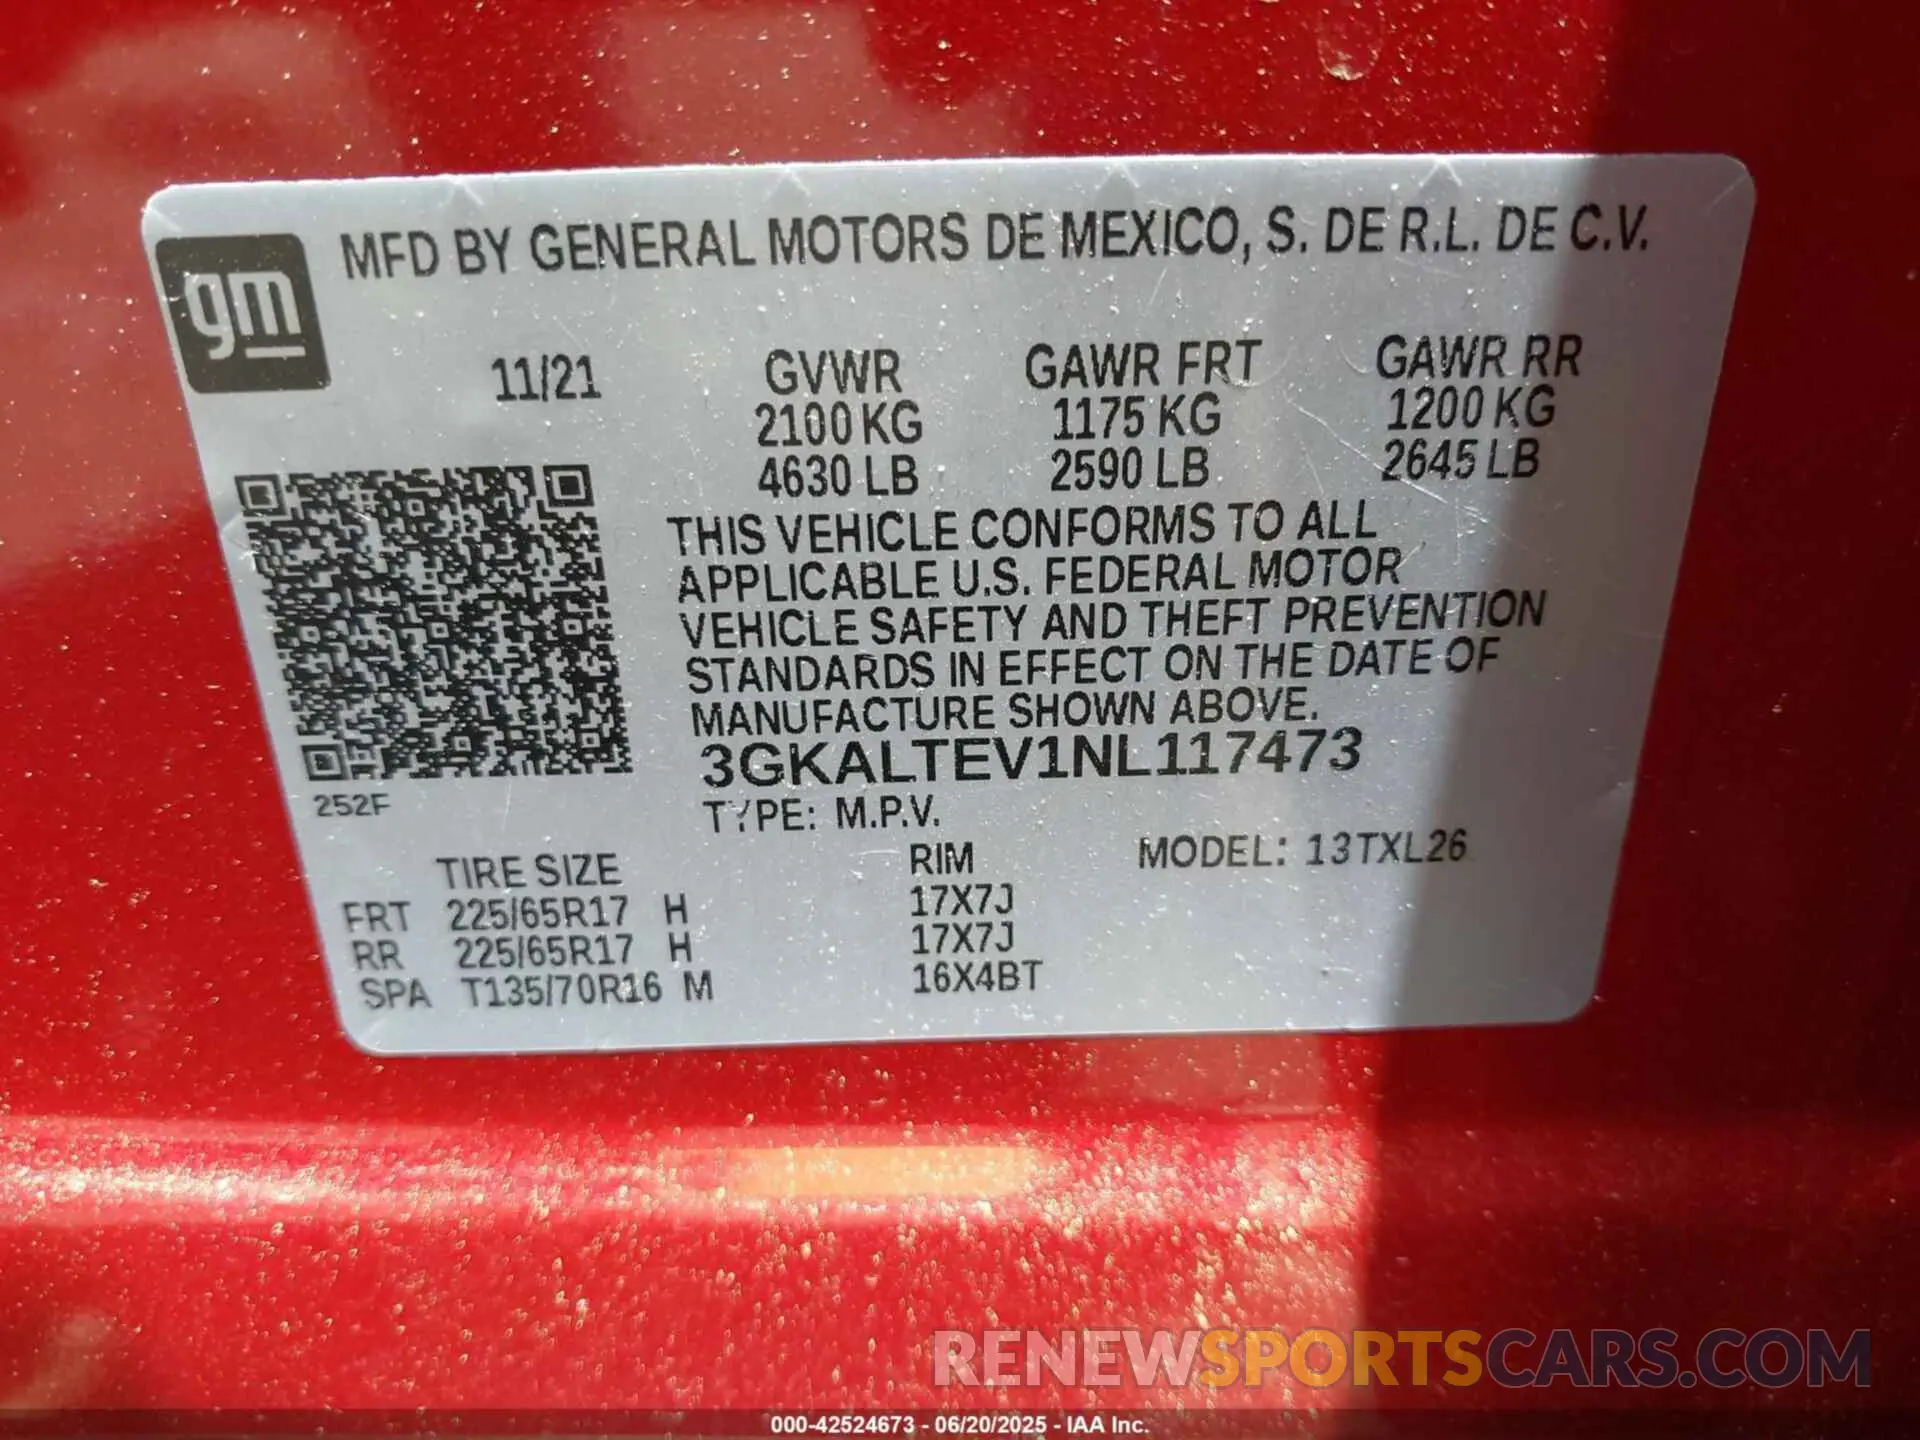 gm
MFD BY GENERAL MOTORS DE MEXICO, S. DE R.L. DE C.V.
11/21 GVWR GAWR FRT GAWR RR
2100 KG 1175 KG 1200 KG
4630 LB 2590 LB 2645 LB
THIS VEHICLE CONFORMS TO ALL
APPLICABLE U.S. FEDERAL MOTOR
VEHICLE SAFETY AND THEFT PREVENTION
STANDARDS IN EFFECT ON THE DATE OF
MANUFACTURE SHOWN ABOVE.
3GKALTEV1NL117473
252F
TYPE: M.P.V.
TIRE SIZE RIM MODEL: 13TXL26
FRT 225/65R17 H 17X7J
RR 225/65R17 H 17X7J
SPA T135/70R16 M 16X4BT
RENEWSPORTSCARS.COM
000-42524673 - 06/20/2025 - IAA Inc.